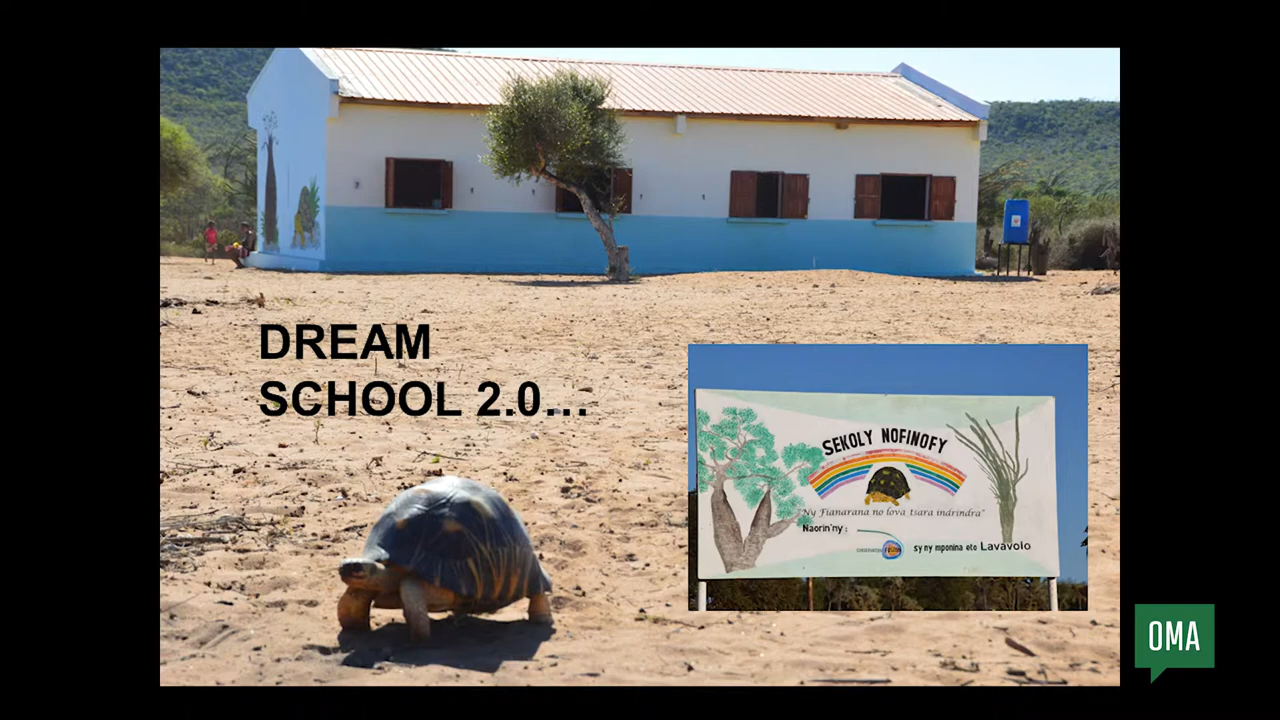 DREAM
SCHOOL 2.0...
SEKOLY NOFINOFY
"Ny Fianarana no lova tsara indrindra"
Naorin'ny :
sy ny mponina eto Lavavolo
OMA